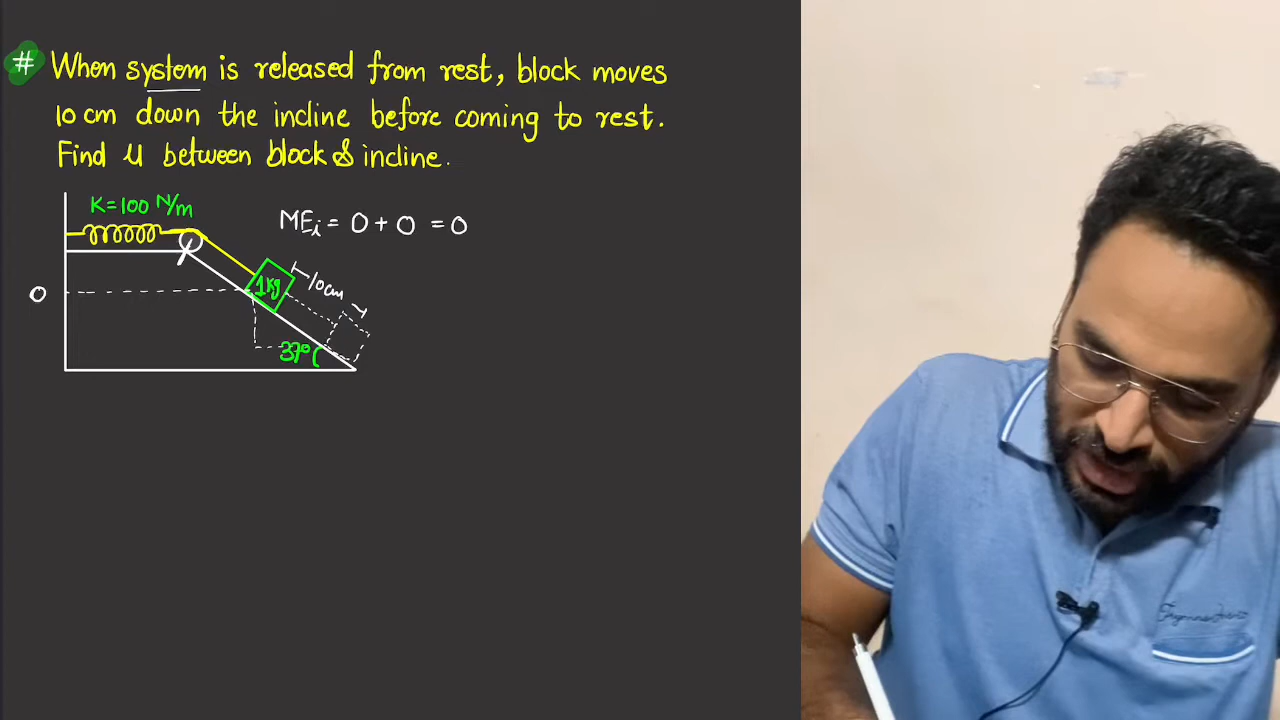 # When system is released from rest, block moves
10 cm down the incline before coming to rest.
Find μ between block & incline.
K=100 N/m
MEi = 0 + 0 = 0
10cm
1kg
0
37°